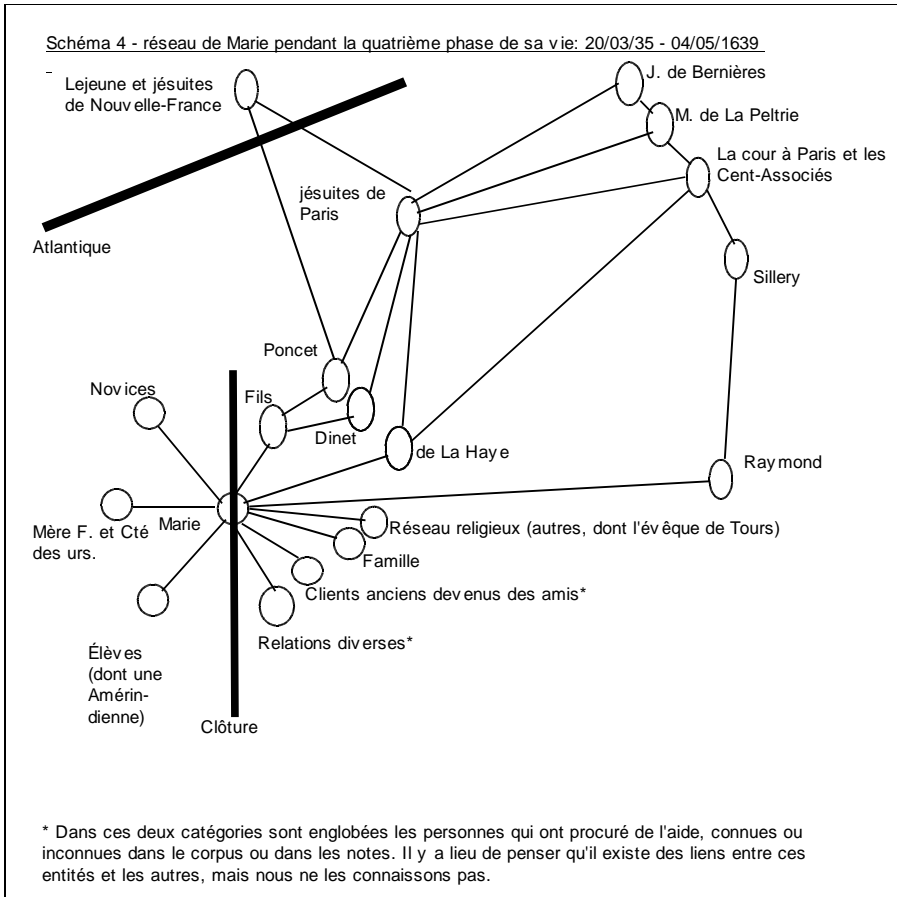 Schéma 4 - réseau de Marie pendant la quatrième phase de sa vie: 20/03/35 - 04/05/1639
Lejeune et jésuites
de Nouvelle-France
J. de Bernières
M. de La Peltrie
La cour à Paris et les
Cent-Associés
jésuites de
Paris
Atlantique
Sillery
Poncet
Novices
Fils
Dinet
de La Haye
Raymond
Mère F. et Cté
des urs.
Marie
Réseau religieux (autres, dont l'évêque de Tours)
Famille
Clients anciens devenus des amis*
Relations diverses*
Élèves
(dont une
Amérin-
dienne)
Clôture
* Dans ces deux catégories sont englobées les personnes qui ont procuré de l'aide, connues ou
inconnues dans le corpus ou dans les notes. Il y a lieu de penser qu'il existe des liens entre ces
entités et les autres, mais nous ne les connaissons pas.